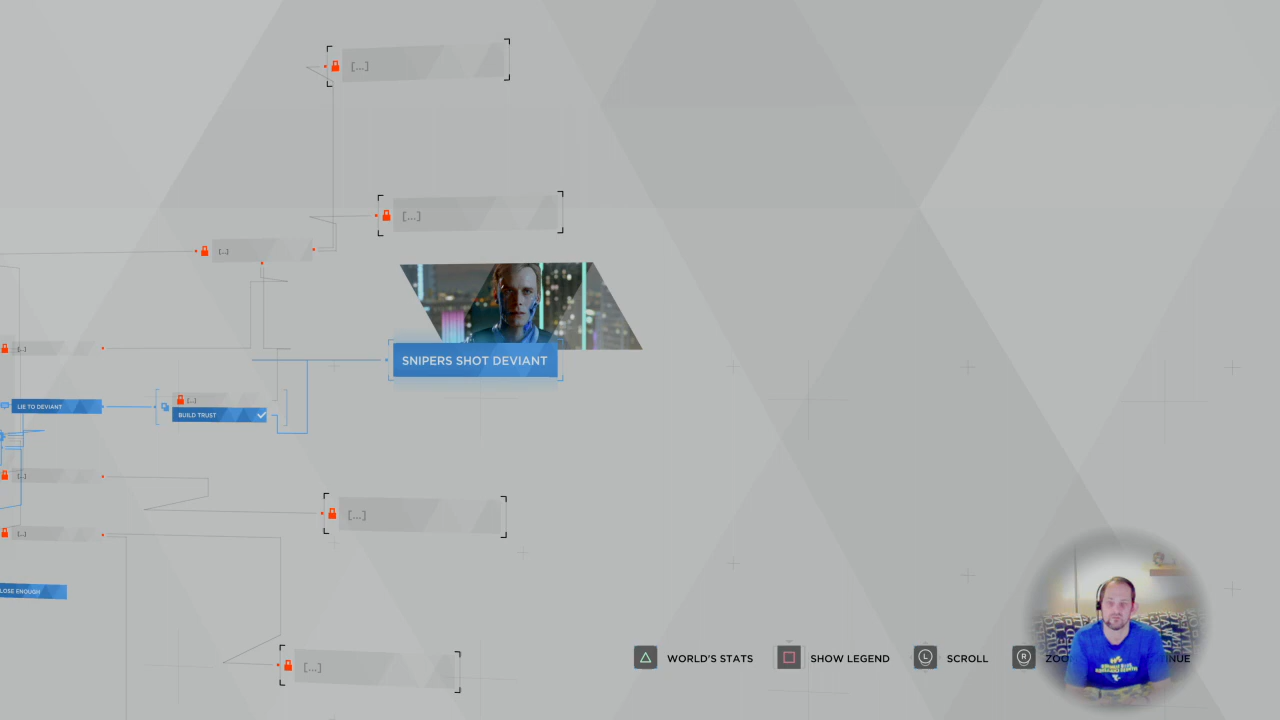 [...]
[...]
[...]
SNIPERS SHOT DEVIANT
[...]
LIE TO DEVIANT
[...]
BUILD TRUST
[...]
[...]
[...]
LOSE ENOUGH
[...]
WORLD'S STATS
SHOW LEGEND
L
SCROLL
R